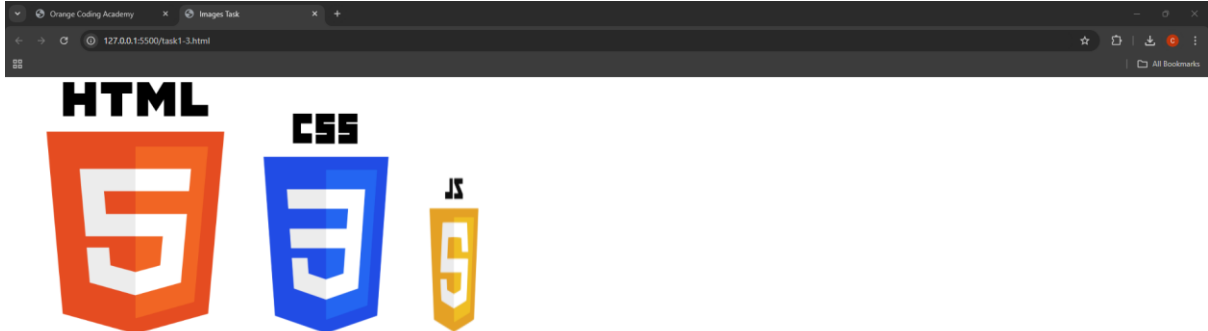 Orange Coding Academy
Images Task
127.0.0.1:5500/task1-3.html
All Bookmarks
HTML
5
CSS
3
JS
5